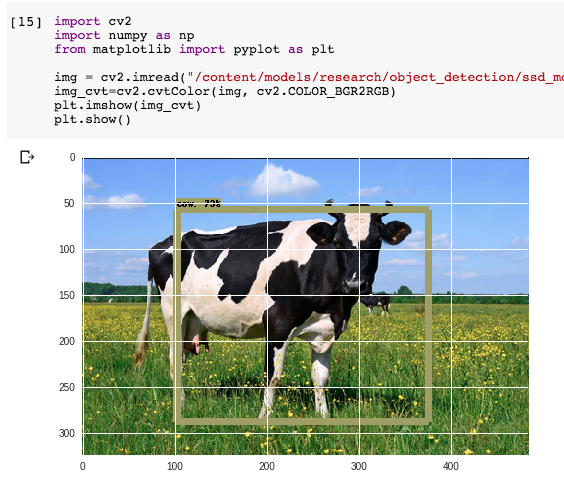 [15] import cv2
import numpy as np
from matplotlib import pyplot as plt
img = cv2.imread("/content/models/research/object_detection/ssd_mo
img_cvt=cv2.cvtColor(img, cv2.COLOR_BGR2RGB)
plt.imshow(img_cvt)
plt.show()
0
50
cow: 73%
100
150
200
250
300
0 100 200 300 400